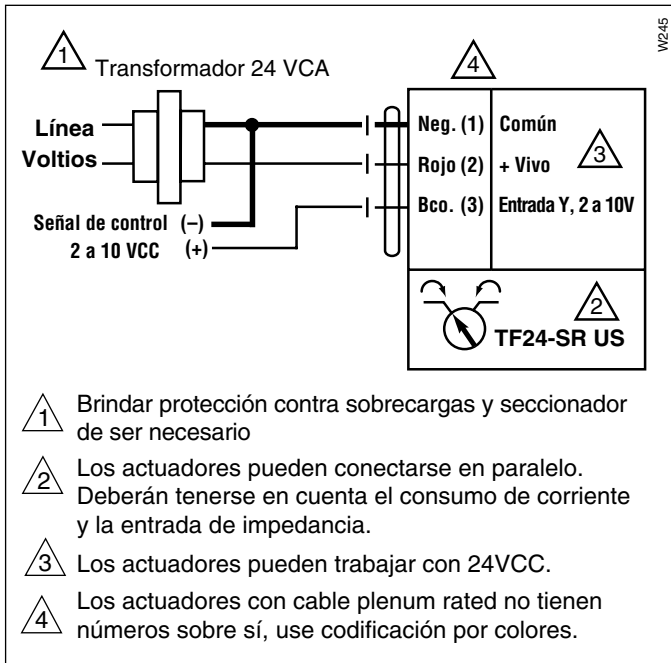 W245
1
Transformador 24 VCA
4
Línea
Voltios
Neg. (1) Común
Rojo (2) + Vivo
3
Bco. (3) Entrada Y, 2 a 10V
Señal de control (–)
2 a 10 VCC (+)
2
TF24-SR US
1 Brindar protección contra sobrecargas y seccionador
de ser necesario
2 Los actuadores pueden conectarse en paralelo.
Deberán tenerse en cuenta el consumo de corriente
y la entrada de impedancia.
3 Los actuadores pueden trabajar con 24VCC.
4 Los actuadores con cable plenum rated no tienen
números sobre sí, use codificación por colores.